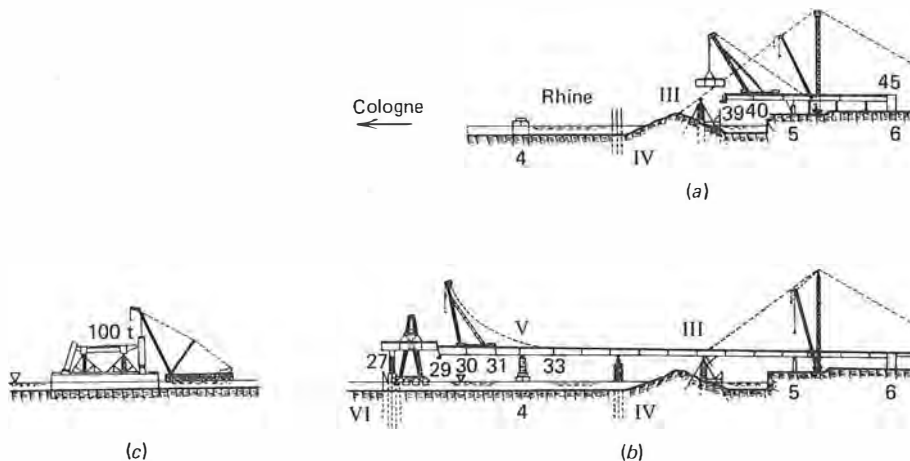 45
III
Rhine
Cologne
39 40
5
6
4
IV
(a)
100 t
V
III
27
29 30 31 33
5
6
VI
4
IV
(c)
(b)